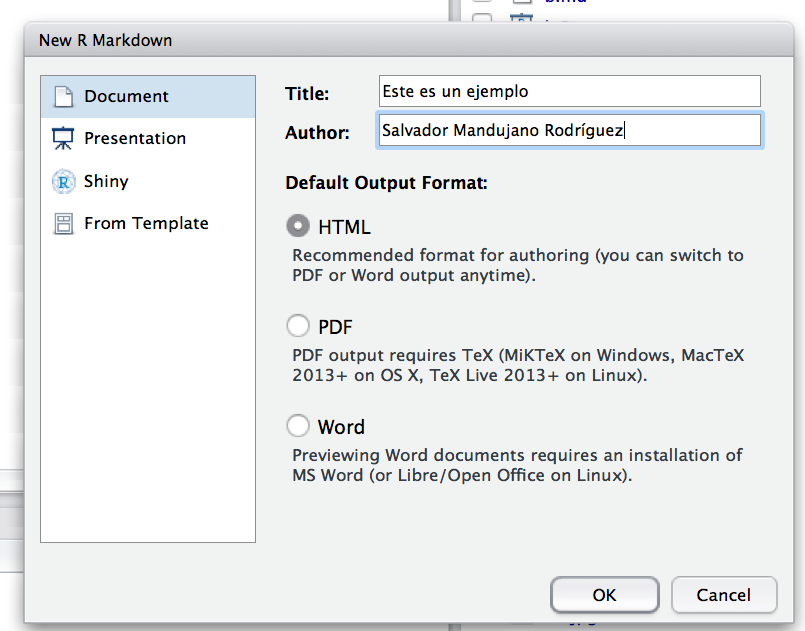 New R Markdown
Document
Presentation
Shiny
From Template
Title: Este es un ejemplo
Author: Salvador Mandujano Rodríguez
Default Output Format:
HTML
Recommended format for authoring (you can switch to
PDF or Word output anytime).
PDF
PDF output requires TeX (MiKTeX on Windows, MacTeX
2013+ on OS X, TeX Live 2013+ on Linux).
Word
Previewing Word documents requires an installation of
MS Word (or Libre/Open Office on Linux).
OK
Cancel